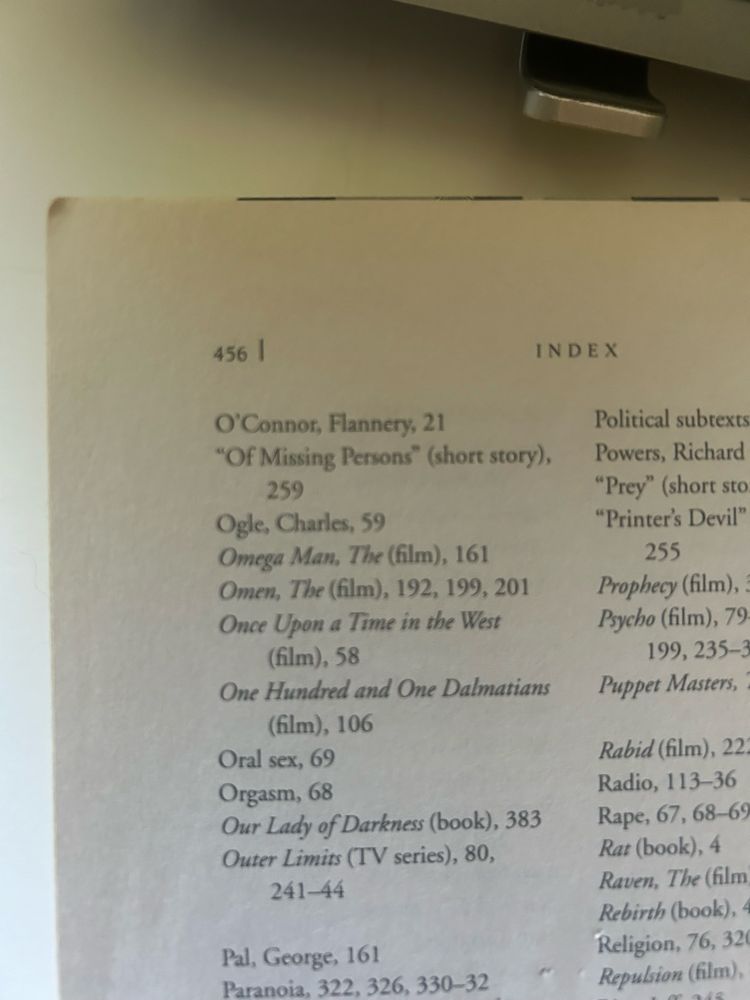 456 |
INDEX
O'Connor, Flannery, 21
“Of Missing Persons” (short story),
259
Ogle, Charles, 59
Omega Man, The (film), 161
Omen, The (film), 192, 199, 201
Once Upon a Time in the West
(film), 58
One Hundred and One Dalmatians
(film), 106
Oral sex, 69
Orgasm, 68
Our Lady of Darkness (book), 383
Outer Limits (TV series), 80,
241–44
Pal, George, 161
Paranoia, 322, 326, 330–32
Political subtexts
Powers, Richard
“Prey” (short
“Printer's Devil”
255
Prophecy (film),
Psycho (film), 79
199, 235–3
Puppet Masters,
Rabid (film), 222
Radio, 113–36
Rape, 67, 68–69
Rat (book), 4
Raven, The (film
Rebirth (book), 4
Religion, 76, 320
Repulsion (film),